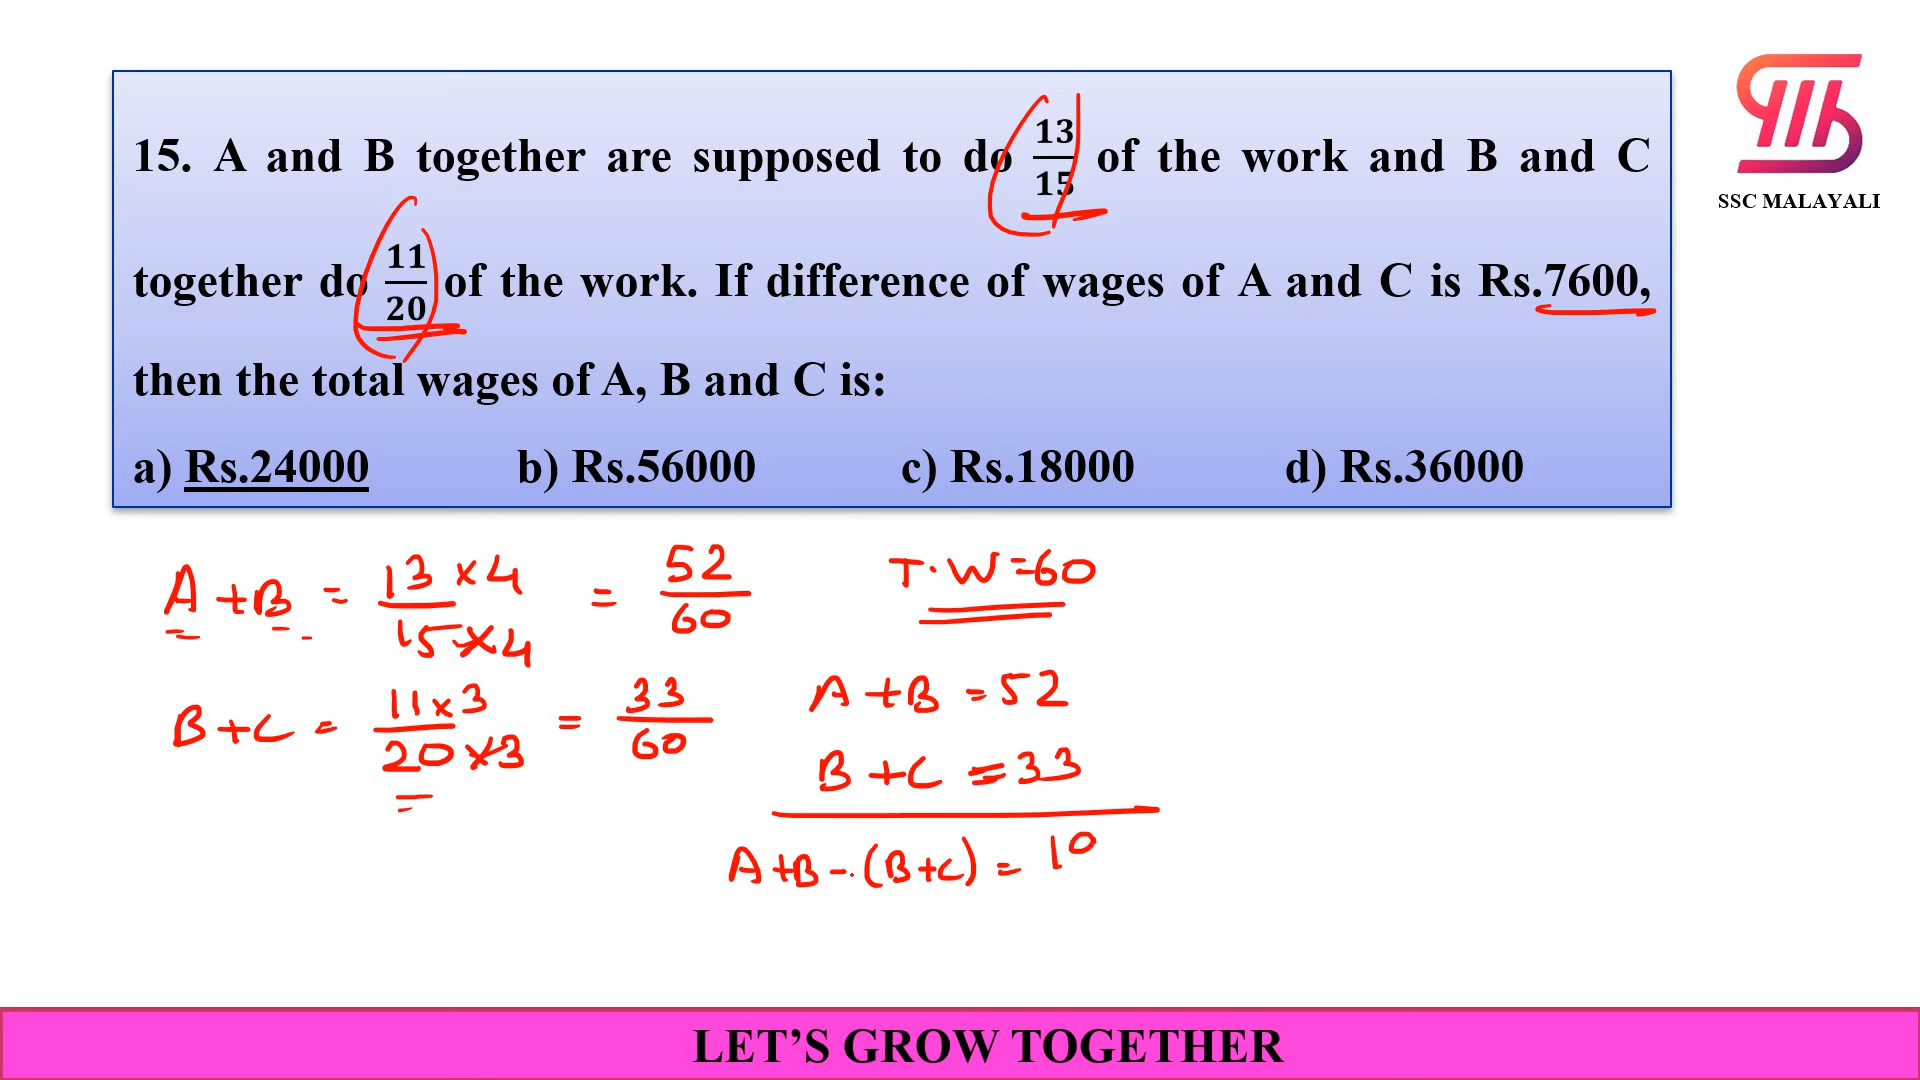 15. A and B together are supposed to do 13/15 of the work and B and C
together do 11/20 of the work. If difference of wages of A and C is Rs.7600,
then the total wages of A, B and C is:
a) Rs.24000 b) Rs.56000 c) Rs.18000 d) Rs.36000
SSC MALAYALI
A + B = 13 × 4 / 15 × 4 = 52/60
B + C = 11 × 3 / 20 × 3 = 33/60
T.W = 60
A + B = 52
B + C = 33
A + B - (B + C) = 10
LET’S GROW TOGETHER